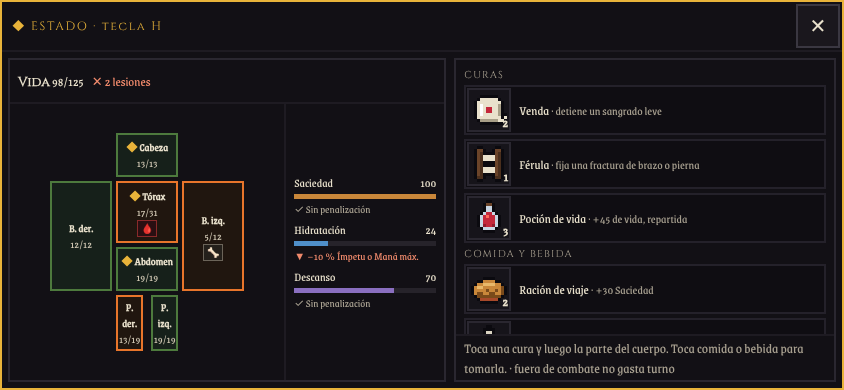 ◆ ESTADO · TECLA H
✕
VIDA 98/125 ✕ 2 lesiones
◆ Cabeza
13/13
B. der.
12/12
◆ Tórax
17/31
B. izq.
5/12
◆ Abdomen
19/19
P. der.
13/19
P. izq.
19/19
Saciedad 100
✓ Sin penalización
Hidratación 24
▼ −10 % Ímpetu o Maná máx.
Descanso 70
✓ Sin penalización
CURAS
2
Venda · detiene un sangrado leve
1
Férula · fija una fractura de brazo o pierna
3
Poción de vida · +45 de vida, repartida
COMIDA Y BEBIDA
2
Ración de viaje · +30 Saciedad
Toca una cura y luego la parte del cuerpo. Toca comida o bebida para
tomarla. · fuera de combate no gasta turno